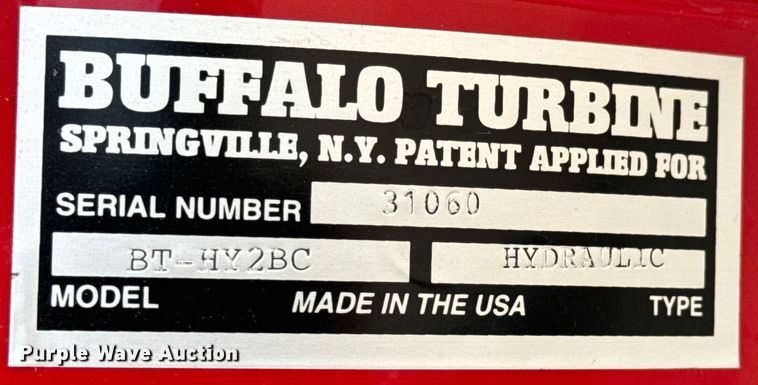 BUFFALO TURBINE
SPRINGVILLE, N.Y. PATENT APPLIED FOR
SERIAL NUMBER 31060
BT-HY2BC HYDRAULIC
MODEL MADE IN THE USA TYPE
Purple Wave Auction